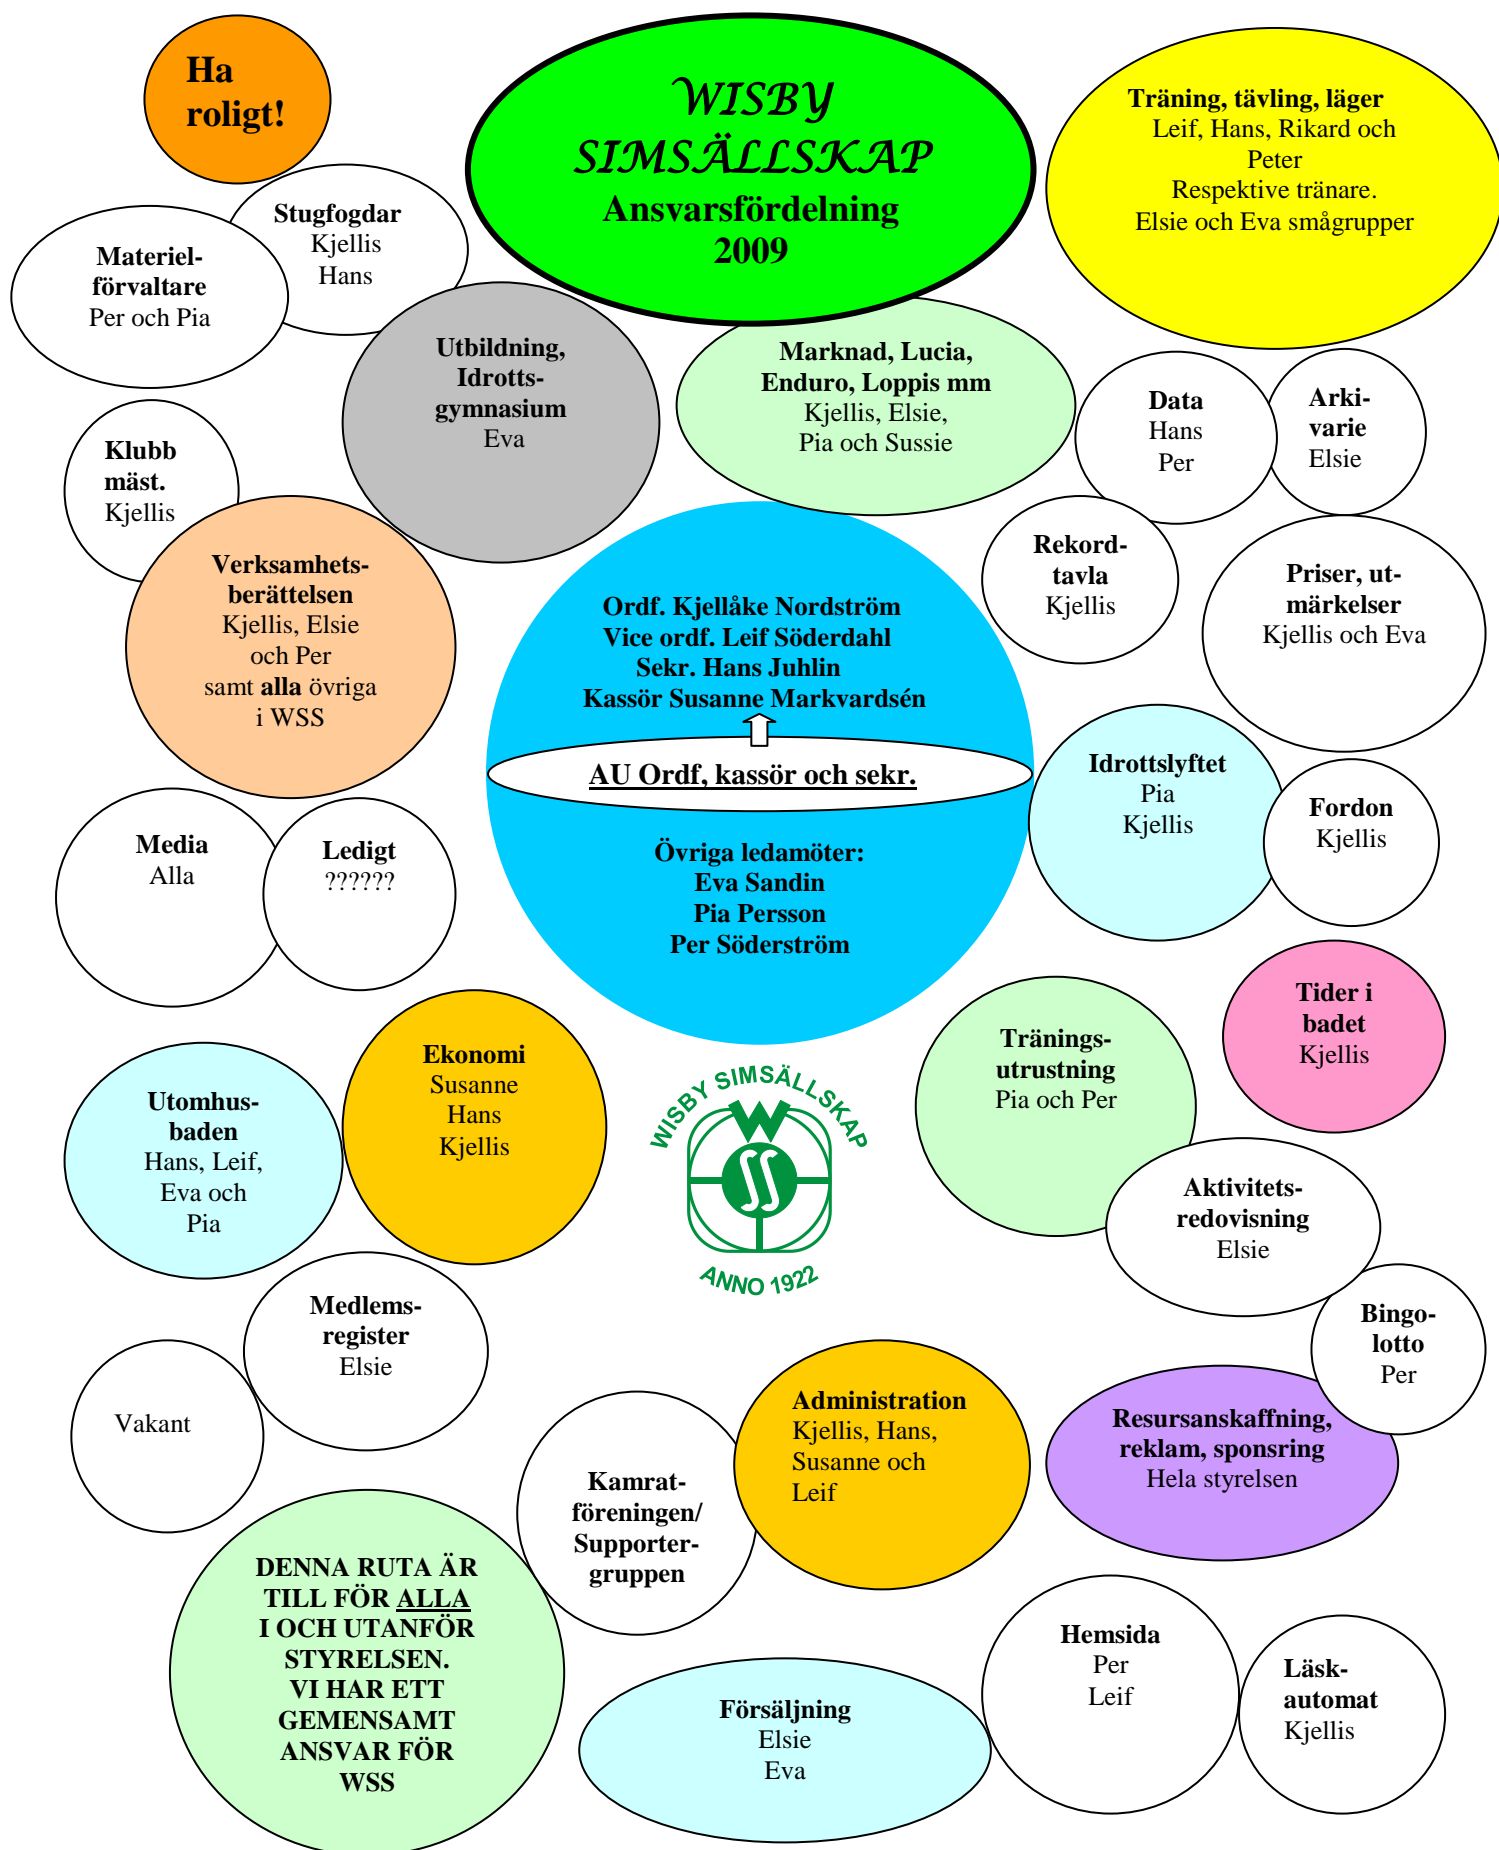 Ha
roligt!
WISBY
SIMSÄLLSKAP
Ansvarsfördelning
2009
Träning, tävling, läger
Leif, Hans, Rikard och
Peter
Respektive tränare.
Elsie och Eva smågrupper
Stugfogdar
Kjellis
Hans
Materiel-
förvaltare
Per och Pia
Utbildning,
Idrotts-
gymnasium
Eva
Marknad, Lucia,
Enduro, Loppis mm
Kjellis, Elsie,
Pia och Sussie
Data
Hans
Per
Arki-
varie
Elsie
Klubb
mäst.
Kjellis
Rekord-
tavla
Kjellis
Priser, ut-
märkelser
Kjellis och Eva
Verksamhets-
berättelsen
Kjellis, Elsie
och Per
samt alla övriga
i WSS
Ordf. Kjellåke Nordström
Vice ordf. Leif Söderdahl
Sekr. Hans Juhlin
Kassör Susanne Markvardsén
AU Ordf, kassör och sekr.
Övriga ledamöter:
Eva Sandin
Pia Persson
Per Söderström
Idrottslyftet
Pia
Kjellis
Fordon
Kjellis
Media
Alla
Ledigt
??????
Tider i
badet
Kjellis
Ekonomi
Susanne
Hans
Kjellis
Tränings-
utrustning
Pia och Per
Utomhus-
baden
Hans, Leif,
Eva och
Pia
WISBY SIMSÄLLSKAP
W
SS
ANNO 1922
Aktivitets-
redovisning
Elsie
Medlems-
register
Elsie
Bingo-
lotto
Per
Vakant
Administration
Kjellis, Hans,
Susanne och
Leif
Resursanskaffning,
reklam, sponsring
Hela styrelsen
Kamrat-
föreningen/
Supporter-
gruppen
DENNA RUTA ÄR
TILL FÖR ALLA
I OCH UTANFÖR
STYRELSEN.
VI HAR ETT
GEMENSAMT
ANSVAR FÖR
WSS
Hemsida
Per
Leif
Läsk-
automat
Kjellis
Försäljning
Elsie
Eva